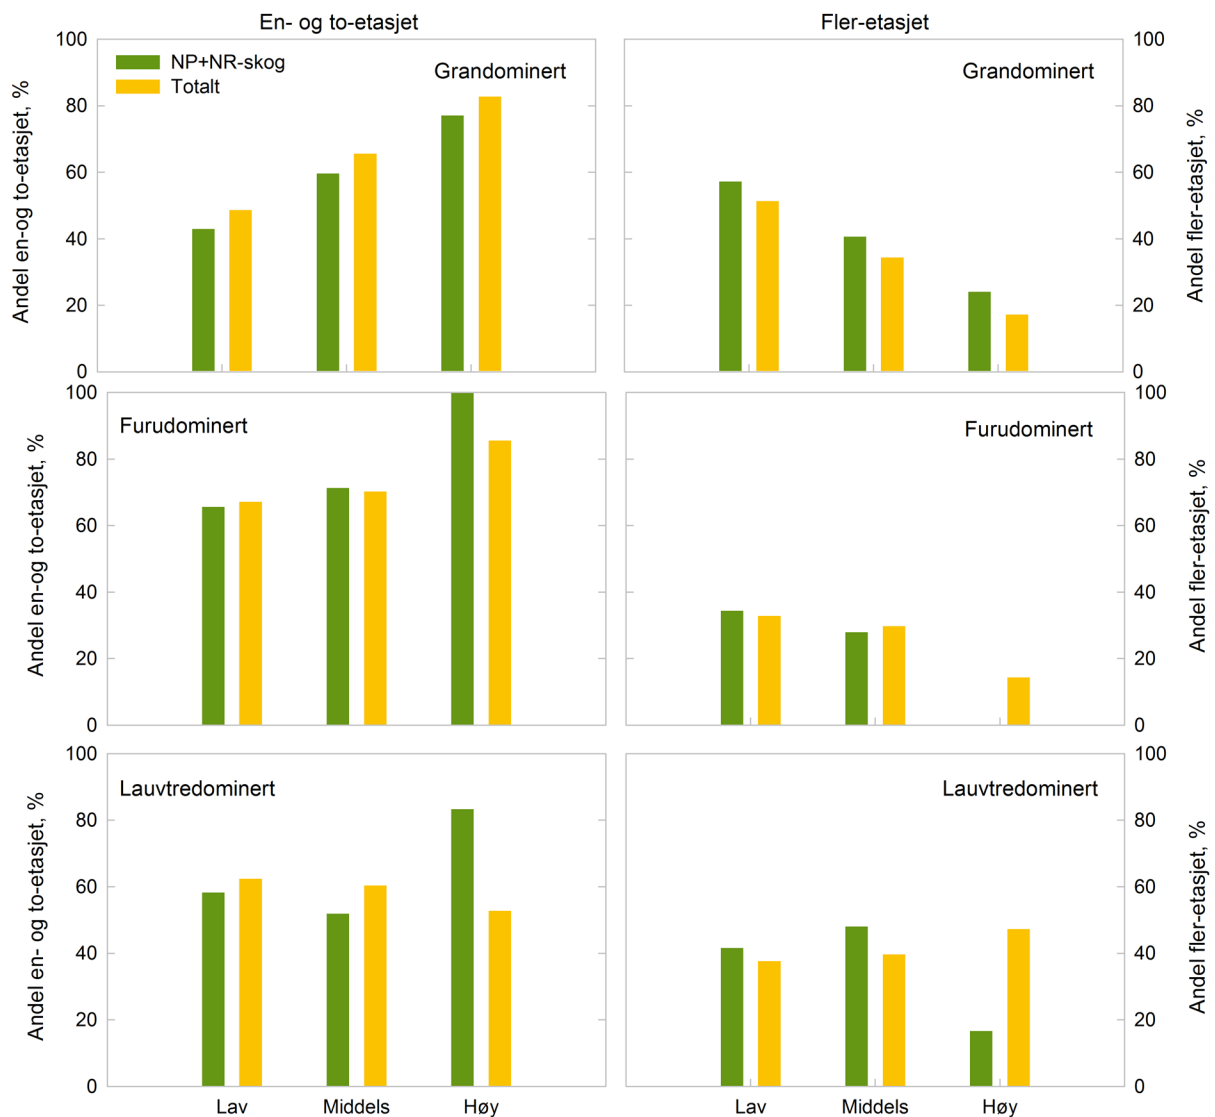 En- og to-etasjet
Fler-etasjet
100
80
60
40
20
0
Andel en-og to-etasjet, %
NP+NR-skog
Totalt
Grandominert
Grandominert
100
80
60
40
20
0
Andel fler-etasjet, %
100
80
60
40
20
0
Andel en-og to-etasjet, %
Furudominert
Furudominert
100
80
60
40
20
0
Andel fler-etasjet, %
100
80
60
40
20
0
Andel en- og to-etasjet, %
Lauvtredominert
Lauvtredominert
100
80
60
40
20
0
Andel fler-etasjet, %
Lav Middels Høy
Lav Middels Høy